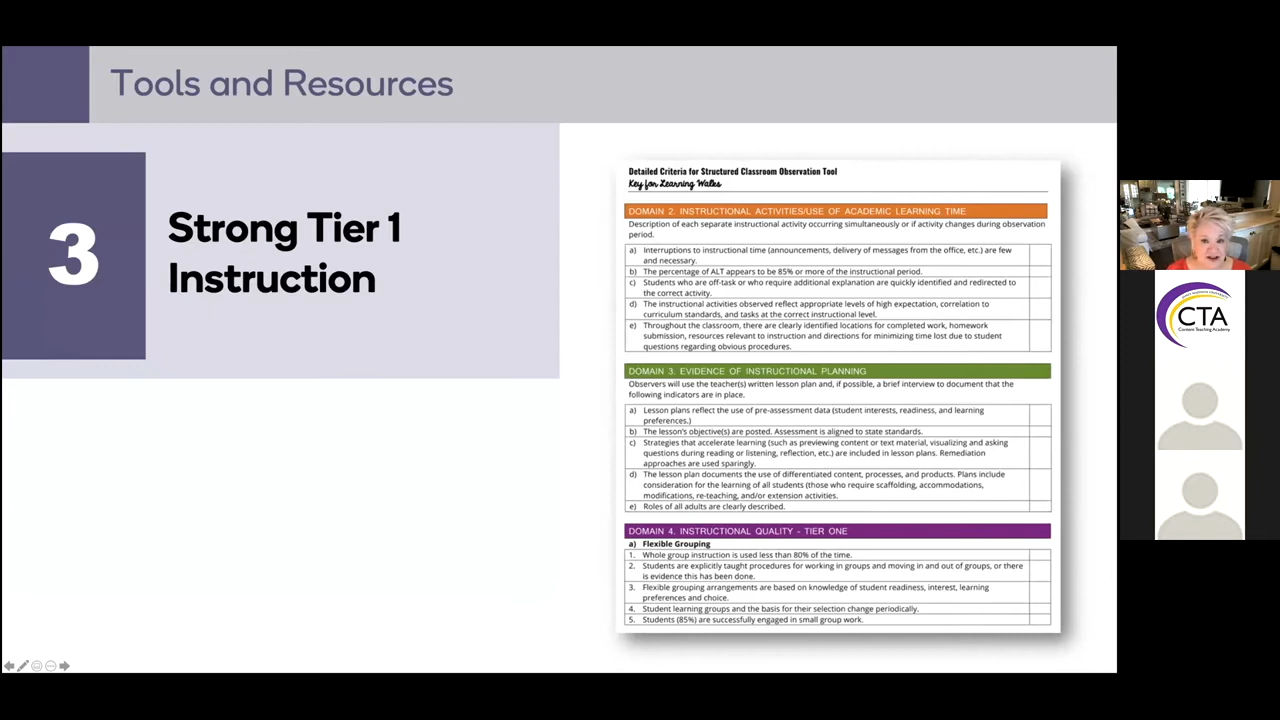 Tools and Resources
3
Strong Tier 1
Instruction
Detailed Criteria for Structured Classroom Observation Tool
Key for Learning Walks
DOMAIN 2. INSTRUCTIONAL ACTIVITIES/USE OF ACADEMIC LEARNING TIME
Description of each separate instructional activity occurring simultaneously or if activity changes during observation
period.
a) Interruptions to instructional time (announcements, delivery of messages from the office, etc.) are few
and necessary.
b) The percentage of ALT appears to be 85% or more of the instructional period.
c) Students who are off-task or who require additional explanation are quickly identified and redirected to
the correct activity.
d) The instructional activities observed reflect appropriate levels of high expectation, correlation to
curriculum standards, and tasks at the correct instructional level.
e) Throughout the classroom, there are clearly identified locations for completed work, homework
submission, resources relevant to instruction and directions for minimizing time lost due to student
questions regarding obvious procedures.
DOMAIN 3. EVIDENCE OF INSTRUCTIONAL PLANNING
Observers will use the teacher(s) written lesson plan and, if possible, a brief interview to document that the
following indicators are in place.
a) Lesson plans reflect the use of pre-assessment data (student interests, readiness, and learning
preferences.)
b) The lesson's objective(s) are posted. Assessment is aligned to state standards.
c) Strategies that accelerate learning (such as previewing content or text material, visualizing and asking
questions during reading or listening, reflection, etc.) are included in lesson plans. Remediation
approaches are used sparingly.
d) The lesson plan documents the use of differentiated content, processes, and products. Plans include
consideration for the learning of all students (those who require scaffolding, accommodations,
modifications, re-teaching, and/or extension activities.
e) Roles of all adults are clearly described.
DOMAIN 4. INSTRUCTIONAL QUALITY - TIER ONE
a) Flexible Grouping
1. Whole group instruction is used less than 80% of the time.
2. Students are explicitly taught procedures for working in groups and moving in and out of groups, or there
is evidence this has been done.
3. Flexible grouping arrangements are based on knowledge of student readiness, interest, learning
preferences and choice.
4. Student learning groups and the basis for their selection change periodically.
5. Students (85%) are successfully engaged in small group work.
CTA
Content Teaching Academy